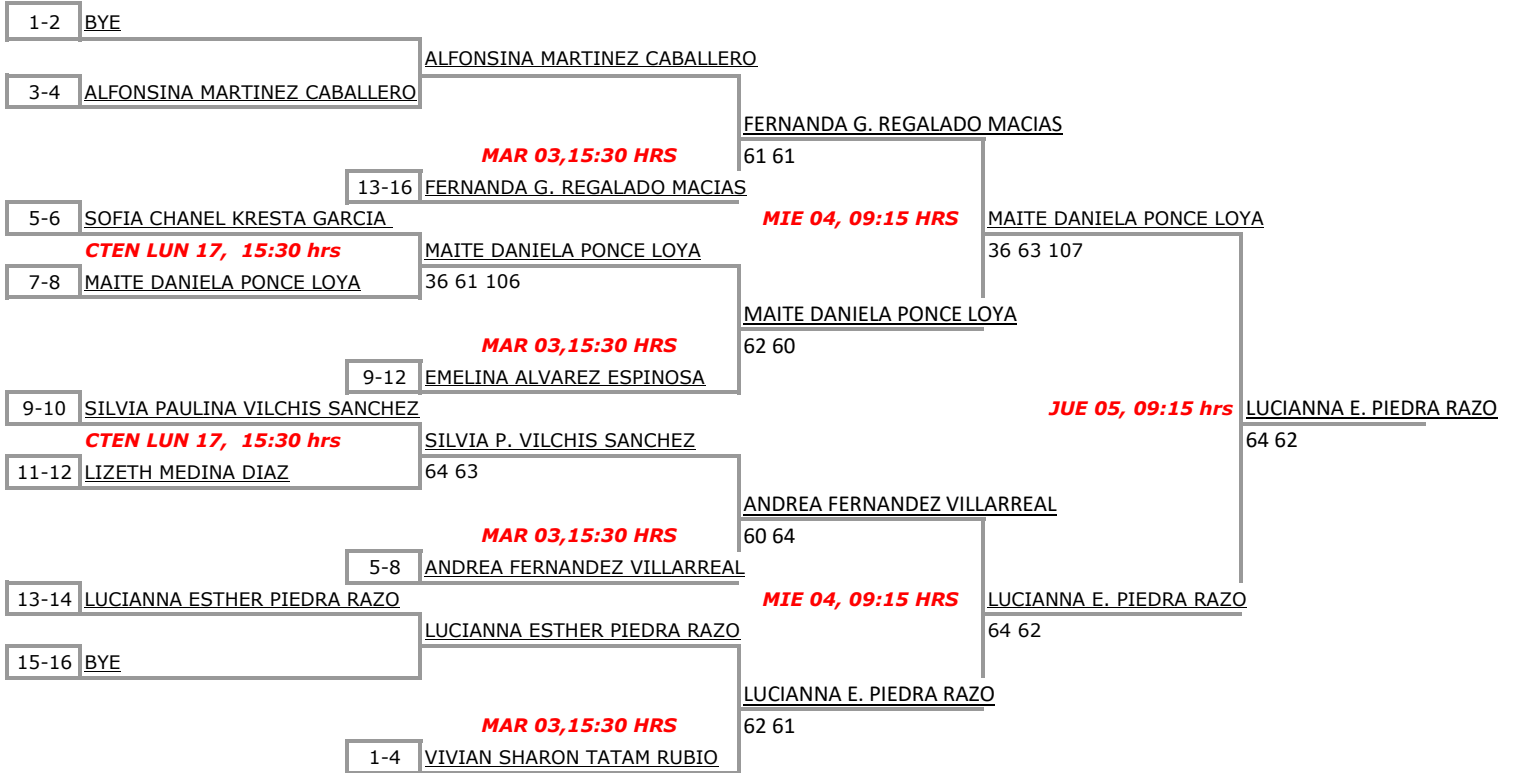 1-2 BYE
ALFONSINA MARTINEZ CABALLERO
3-4 ALFONSINA MARTINEZ CABALLERO
FERNANDA G. REGALADO MACIAS
MAR 03,15:30 HRS 61 61
13-16 FERNANDA G. REGALADO MACIAS
5-6 SOFIA CHANEL KRESTA GARCIA MIE 04, 09:15 HRS MAITE DANIELA PONCE LOYA
CTEN LUN 17, 15:30 hrs MAITE DANIELA PONCE LOYA 36 63 107
7-8 MAITE DANIELA PONCE LOYA 36 61 106
MAITE DANIELA PONCE LOYA
MAR 03,15:30 HRS 62 60
9-12 EMELINA ALVAREZ ESPINOSA
9-10 SILVIA PAULINA VILCHIS SANCHEZ JUE 05, 09:15 hrs LUCIANNA E. PIEDRA RAZO
CTEN LUN 17, 15:30 hrs SILVIA P. VILCHIS SANCHEZ 64 62
11-12 LIZETH MEDINA DIAZ 64 63
ANDREA FERNANDEZ VILLARREAL
MAR 03,15:30 HRS 60 64
5-8 ANDREA FERNANDEZ VILLARREAL
13-14 LUCIANNA ESTHER PIEDRA RAZO MIE 04, 09:15 HRS LUCIANNA E. PIEDRA RAZO
LUCIANNA ESTHER PIEDRA RAZO 64 62
15-16 BYE
LUCIANNA E. PIEDRA RAZO
MAR 03,15:30 HRS 62 61
1-4 VIVIAN SHARON TATAM RUBIO